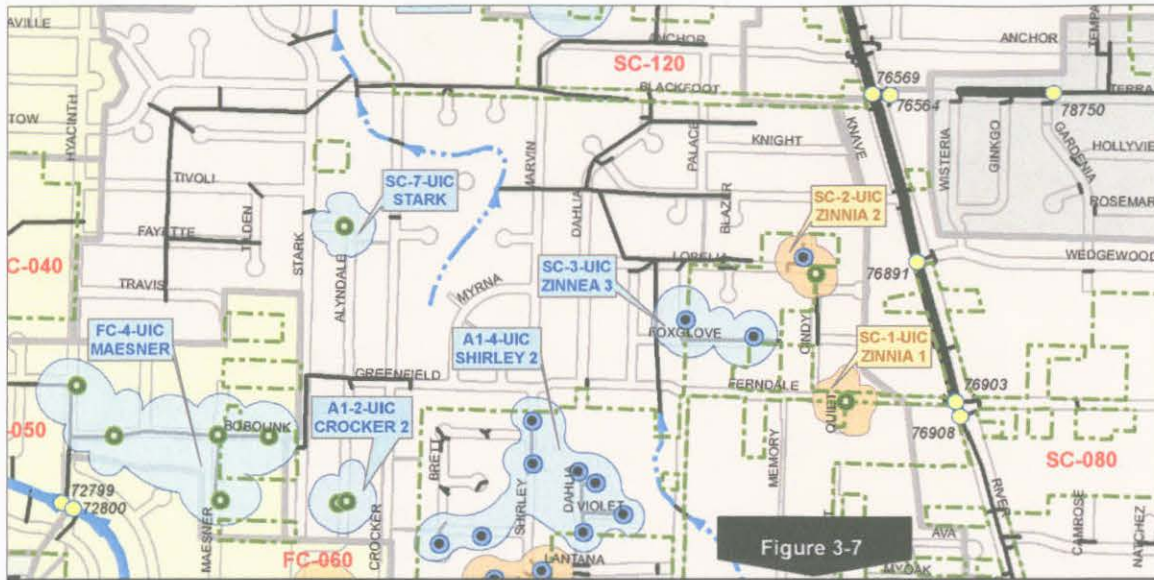 AVILLE
ANCHOR
ANCHOR
TEMPA
SC-120
BLACKFOOT
76569
76564
78750
TERRA
TOW
HYACINTH
KNIGHT
KNAVE
PALACE
WISTERIA
GINKGO
GARDENIA
HOLLYVIE
TIVOLI
SC-7-UIC
STARK
MARVIN
DAHLIA
BLAZER
SC-2-UIC
ZINNIA 2
ROSEMAR
FAYETTE
TILDEN
STARK
C-040
SC-3-UIC
ZINNEA 3
LORELIA
76891
WEDGEWOOD
TRAVIS
ALYNDALE
MYRNA
FC-4-UIC
MAESNER
A1-4-UIC
SHIRLEY 2
FOXGLOVE
CINDY
SC-1-UIC
ZINNIA 1
GREENFIELD
FERNDALE
76903
-050
BOBOLINK
A1-2-UIC
CROCKER 2
BRETT
QUIET
76908
SC-080
72799
72800
MAESNER
CROCKER
SHIRLEY
DAHLIA
VIOLET
MEMORY
RIVER
CAMROSE
NATCHEZ
FC-060
LANTANA
Figure 3-7
AVA
MYOAK